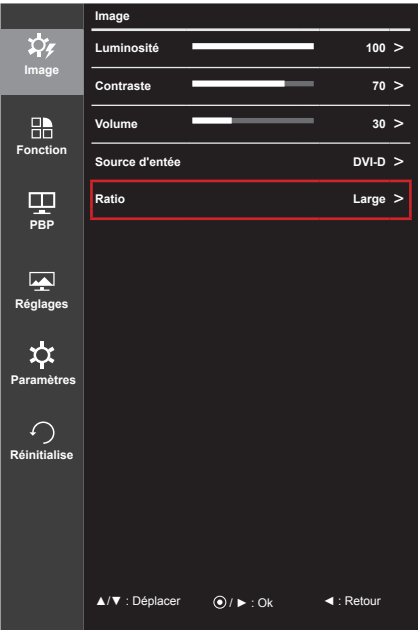 Image
Fonction
PBP
Réglages
Paramètres
Réinitialise
Image
Luminosité 100 >
Contraste 70 >
Volume 30 >
Source d'entée DVI-D >
Ratio Large >
▲/▼ : Déplacer ⦿ / ► : Ok ◄ : Retour